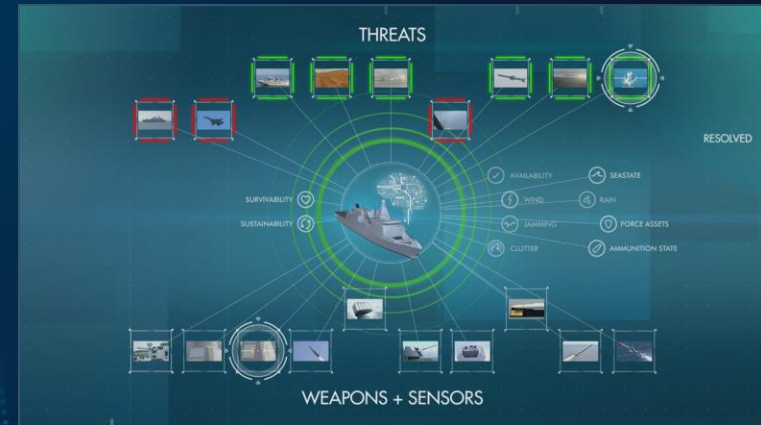 THREATS
RESOLVED
AVAILABILITY
SEASTATE
SURVIVABILITY
WIND
RAIN
SUSTAINABILITY
JAMMING
FORCE ASSETS
CLUTTER
AMMUNITION STATE
WEAPONS + SENSORS